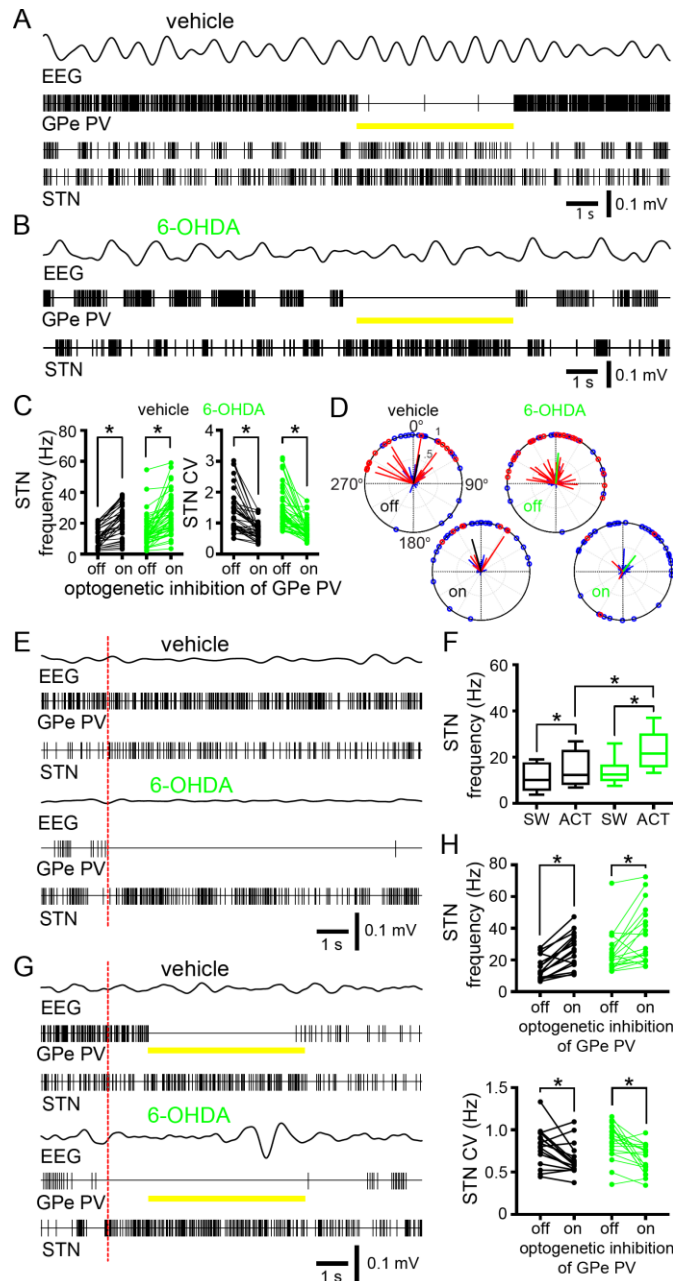 A
vehicle
EEG
GPe PV
STN
1 s
0.1 mV
B
6-OHDA
EEG
GPe PV
STN
1 s
0.1 mV
C
vehicle 6-OHDA
* * * *
STN
frequency (Hz)
80
60
40
20
0
STN CV
4
3
2
1
0
off on off on off on off on
optogenetic inhibition of GPe PV
D
vehicle
6-OHDA
0°
1
.5
270°
90°
180°
off
off
on
on
E
vehicle
EEG
GPe PV
STN
6-OHDA
EEG
GPe PV
STN
1 s
0.1 mV
F
STN
frequency (Hz)
60
40
20
0
* * *
SW ACT SW ACT
G
vehicle
EEG
GPe PV
STN
6-OHDA
EEG
GPe PV
STN
1 s
0.1 mV
H
STN
frequency (Hz)
80
60
40
20
0
* *
off on off on
optogenetic inhibition
of GPe PV
STN CV (Hz)
1.5
1.0
0.5
0
* *
off on off on
optogenetic inhibition
of GPe PV